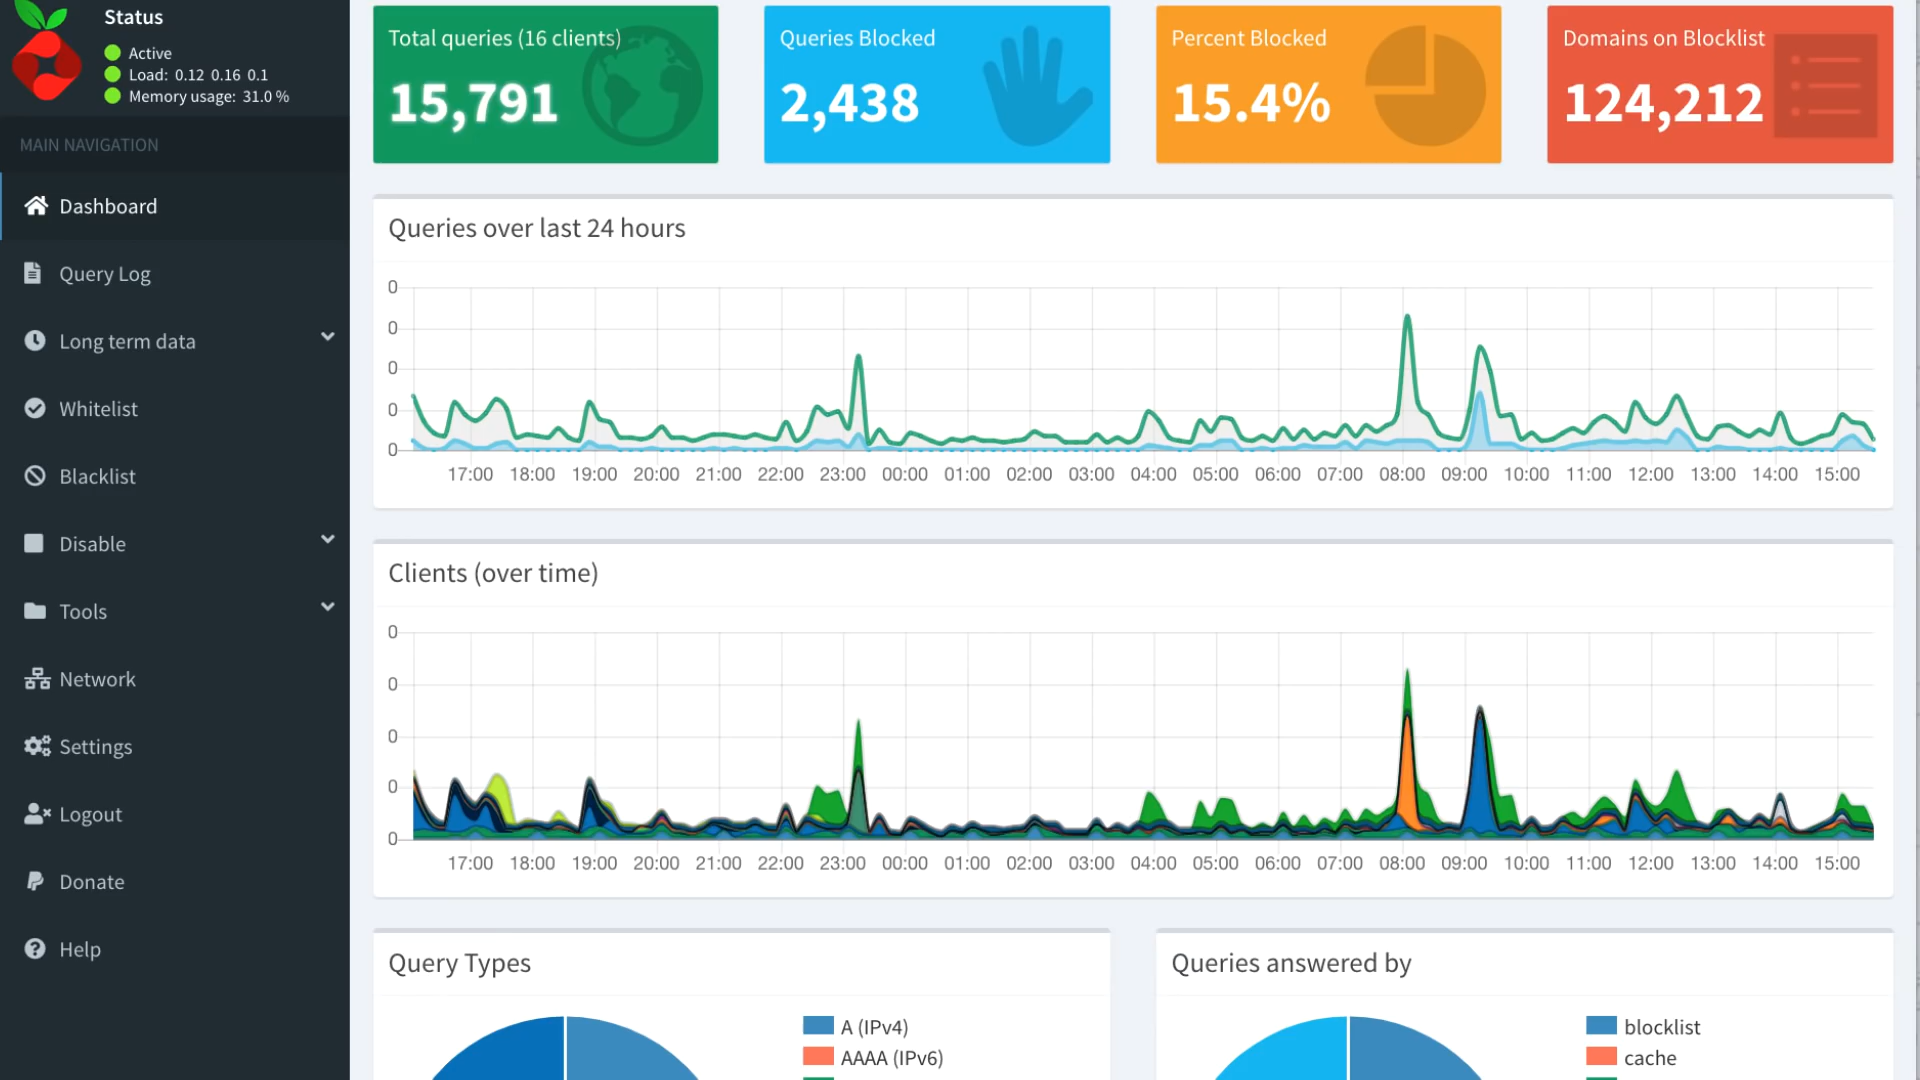 Status
Active
Load: 0.12 0.16 0.1
Memory usage: 31.0 %
MAIN NAVIGATION
Dashboard
Query Log
Long term data
Whitelist
Blacklist
Disable
Tools
Network
Settings
Logout
Donate
Help
Total queries (16 clients)
15,791
Queries Blocked
2,438
Percent Blocked
15.4%
Domains on Blocklist
124,212
Queries over last 24 hours
0
0
0
0
0
17:00 18:00 19:00 20:00 21:00 22:00 23:00 00:00 01:00 02:00 03:00 04:00 05:00 06:00 07:00 08:00 09:00 10:00 11:00 12:00 13:00 14:00 15:00
Clients (over time)
0
0
0
0
0
17:00 18:00 19:00 20:00 21:00 22:00 23:00 00:00 01:00 02:00 03:00 04:00 05:00 06:00 07:00 08:00 09:00 10:00 11:00 12:00 13:00 14:00 15:00
Query Types
A (IPv4)
AAAA (IPv6)
Queries answered by
blocklist
cache